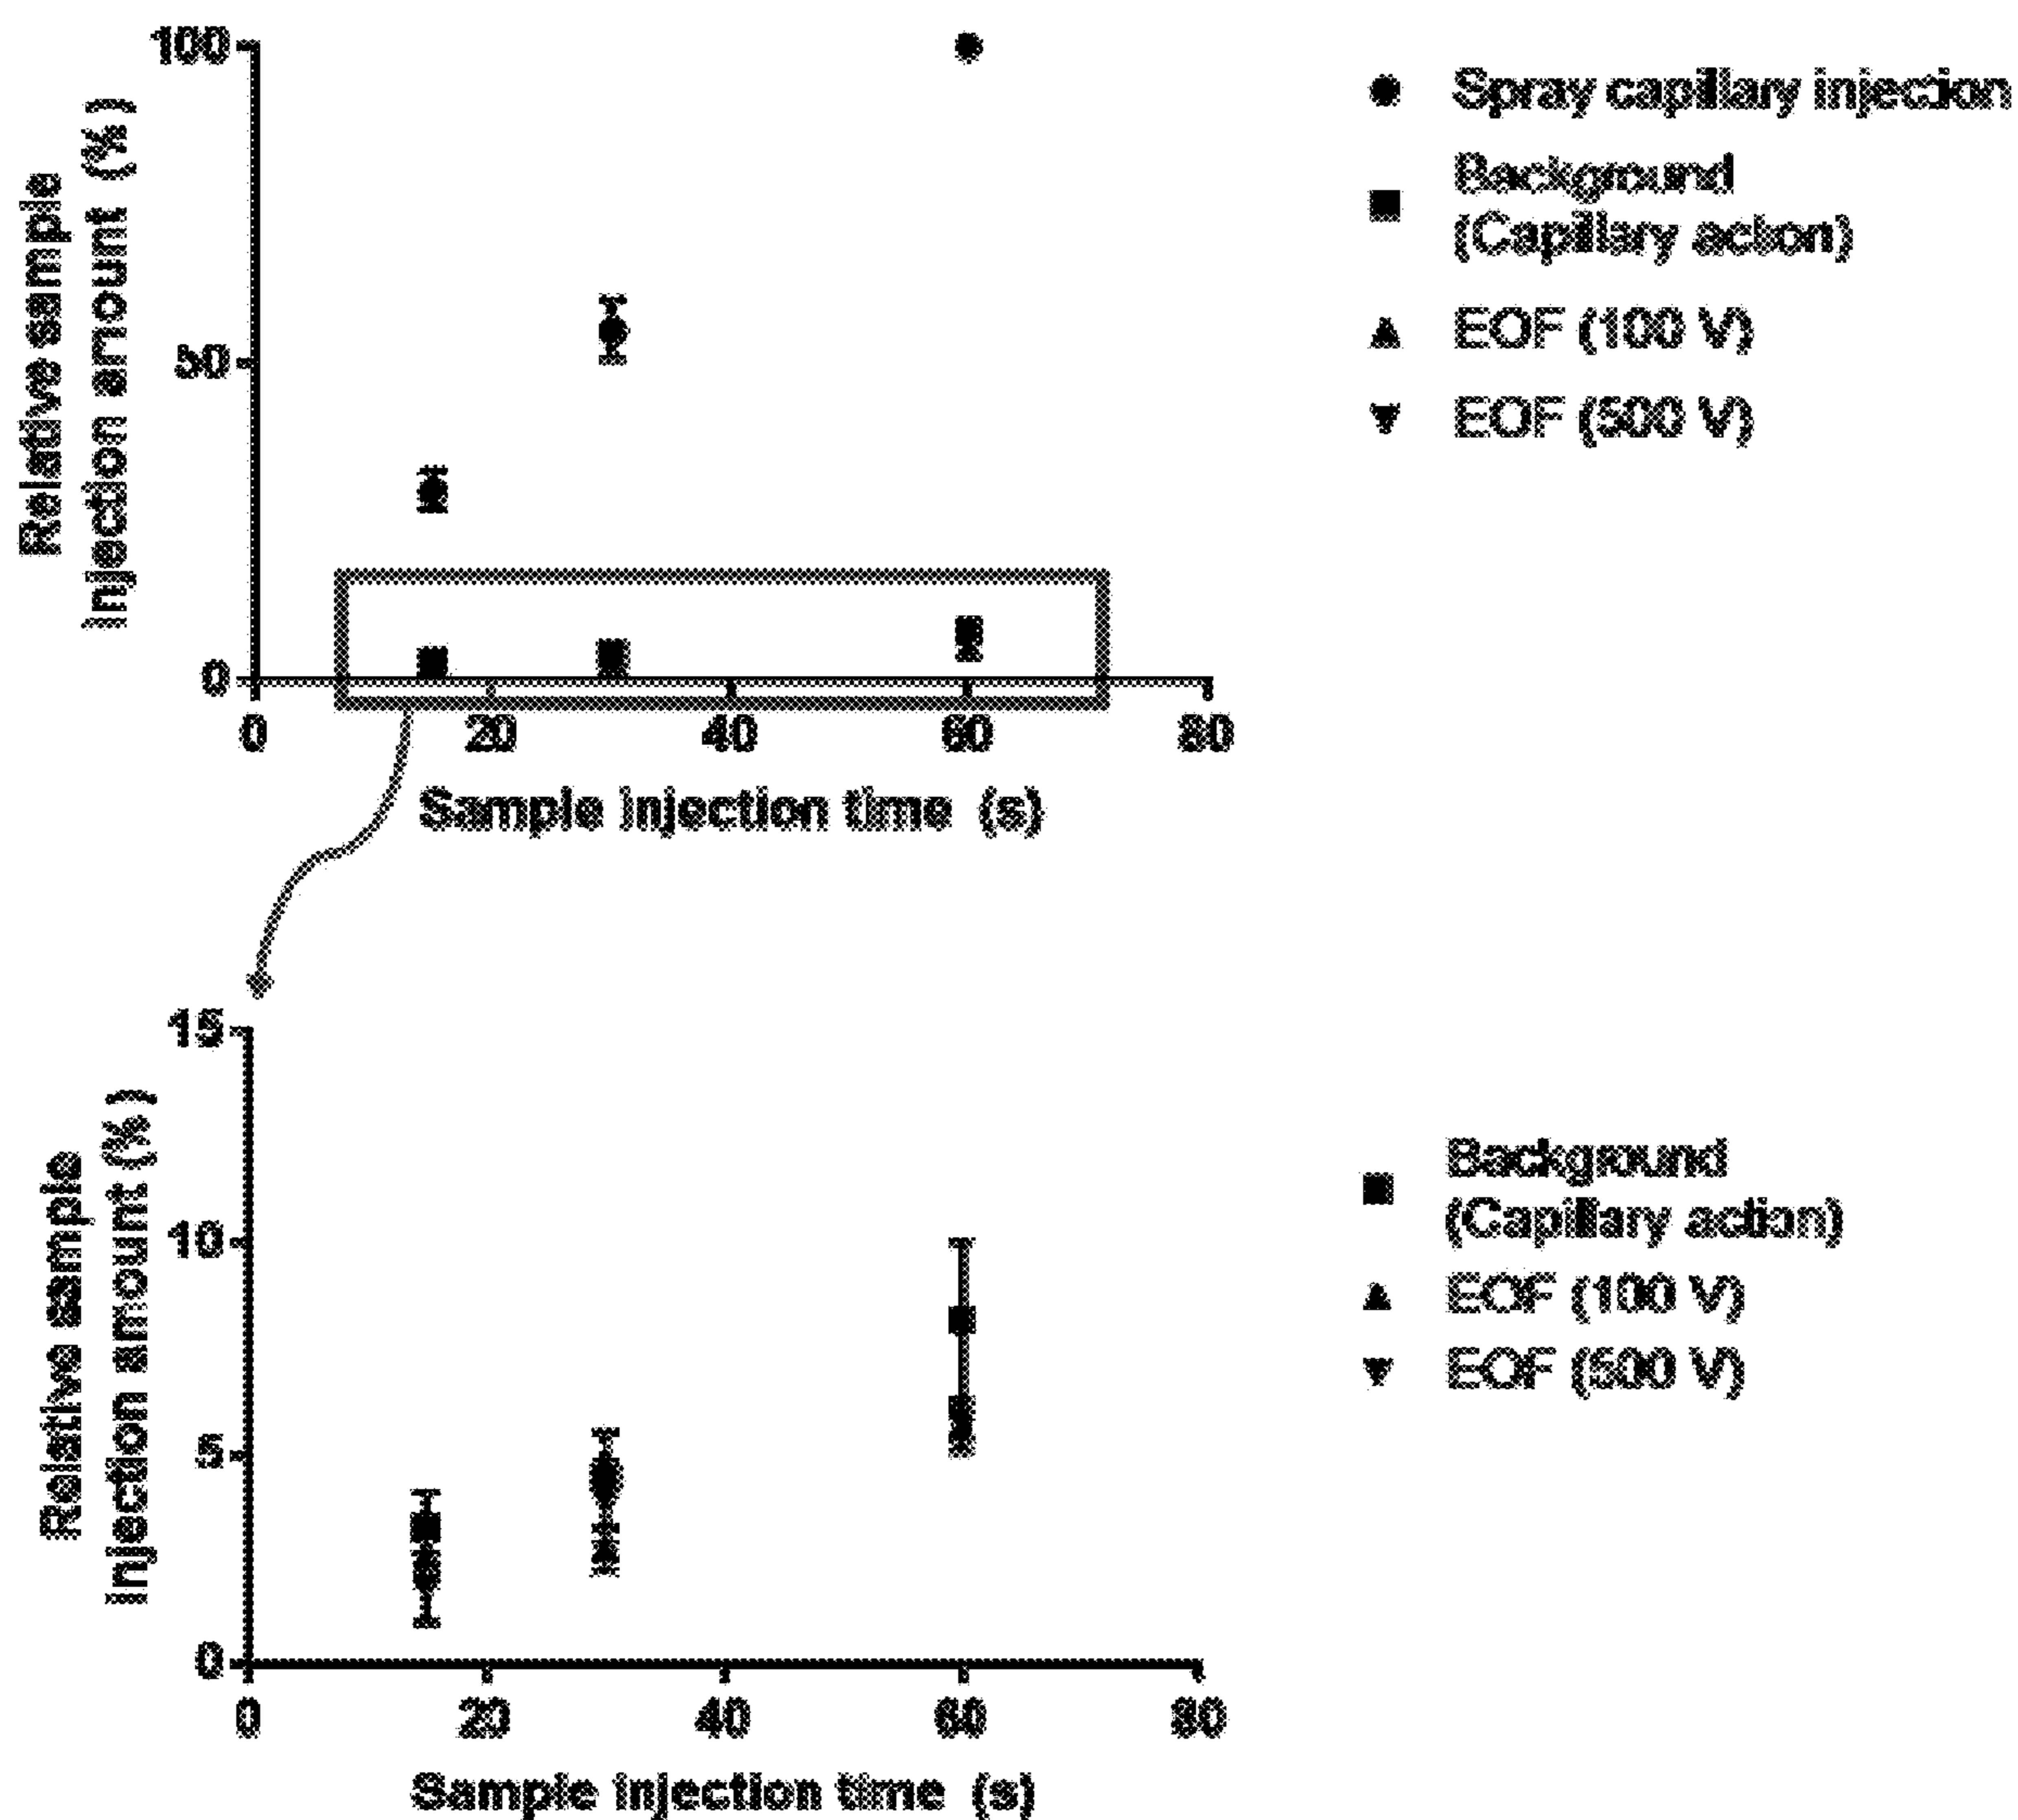 Relative sample
injection amount (%)
100
50
0
0 20 40 60 80
Sample injection time (s)
Spray capillary injection
Background
(Capillary action)
EOF (100 V)
EOF (500 V)
Relative sample
injection amount (%)
15
10
5
0
0 20 40 60 80
Sample injection time (s)
Background
(Capillary action)
EOF (100 V)
EOF (500 V)